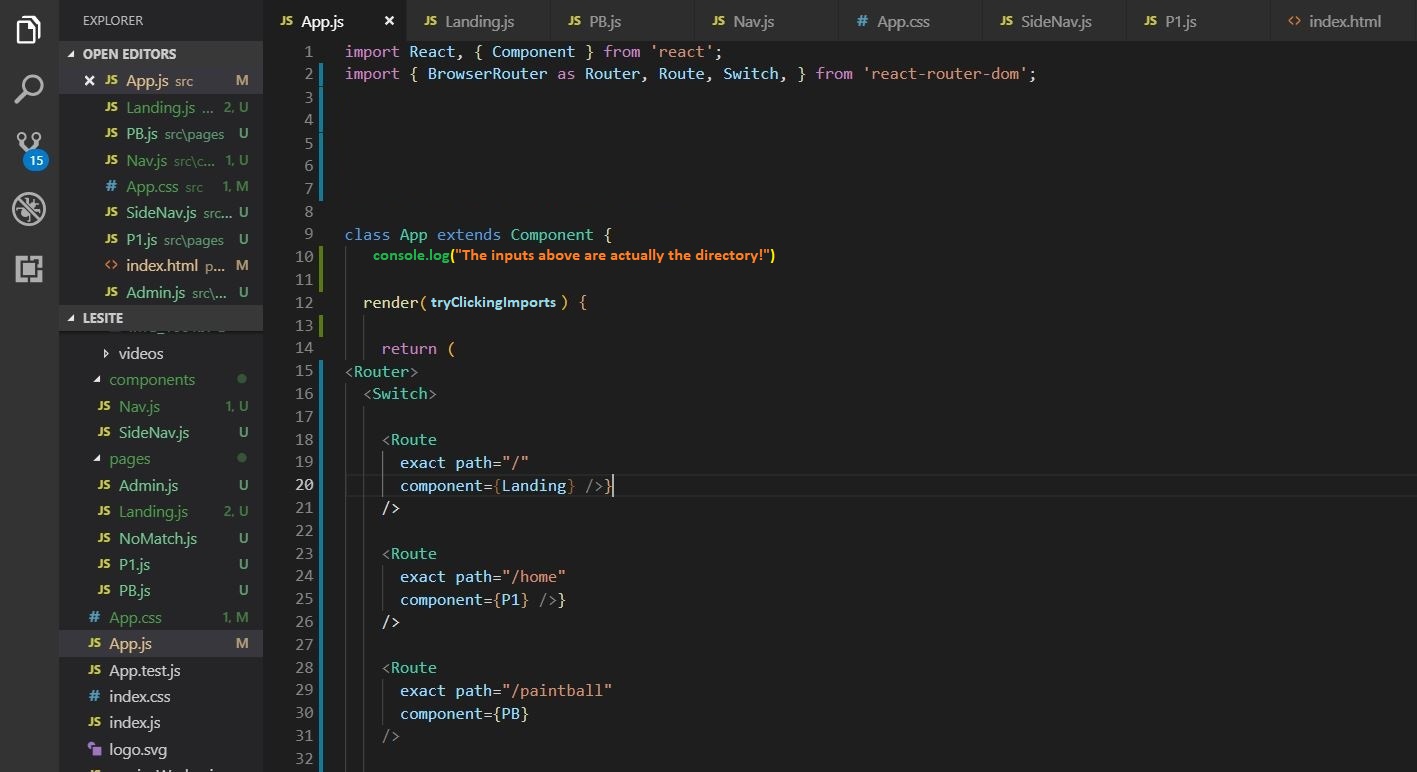 EXPLORER
OPEN EDITORS
JS App.js src M
JS Landing.js ... 2, U
JS PB.js src\pages U
JS Nav.js src\c... 1, U
# App.css src 1, M
JS SideNav.js src... U
JS P1.js src\pages U
<> index.html p... M
JS Admin.js src\... U
LESITE
videos
components
JS Nav.js 1, U
JS SideNav.js U
pages
JS Admin.js U
JS Landing.js 2, U
JS NoMatch.js U
JS P1.js U
JS PB.js U
# App.css 1, M
JS App.js M
JS App.test.js
# index.css
JS index.js
logo.svg
15
JS App.js × JS Landing.js JS PB.js JS Nav.js # App.css JS SideNav.js JS P1.js <> index.html
1 import React, { Component } from 'react';
2 import { BrowserRouter as Router, Route, Switch, } from 'react-router-dom';
3
4
5
6
7
8
9 class App extends Component {
10 console.log("The inputs above are actually the directory!")
11
12 render( tryClickingImports ) {
13
14 return (
15 <Router>
16 <Switch>
17
18 <Route
19 exact path="/"
20 component={Landing} />}
21 />
22
23 <Route
24 exact path="/home"
25 component={P1} />}
26 />
27
28 <Route
29 exact path="/paintball"
30 component={PB}
31 />
32